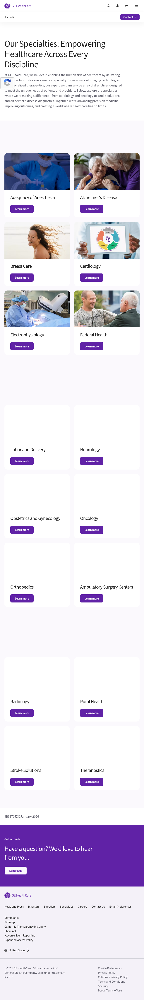 GE HealthCare
Specialties
Contact us
Our Specialties: Empowering
Healthcare Across Every
Discipline
At GE HealthCare, we believe in enabling the human side of healthcare by delivering
solutions for every medical specialty. From advanced imaging technologies
therapeutics, our expertise spans a wide array of disciplines designed
to meet the unique needs of patients and providers. Below, explore the specialties
where we're making a difference—from cardiology and oncology to stroke solutions
and Alzheimer's disease diagnostics. Together, we're advancing precision medicine,
improving outcomes, and creating a world where healthcare has no limits.
Adequacy of Anesthesia
Learn more
Alzheimer's Disease
Learn more
Breast Care
Learn more
Cardiology
Learn more
Electrophysiology
Learn more
Federal Health
Learn more
Labor and Delivery
Learn more
Neurology
Learn more
Obstetrics and Gynecology
Learn more
Oncology
Learn more
Orthopedics
Learn more
Ambulatory Surgery Centers
Learn more
Radiology
Learn more
Rural Health
Learn more
Stroke Solutions
Learn more
Theranostics
Learn more
JB36707XX January 2026
Get in touch
Have a question? We'd love to hear
from you.
Contact us
GE HealthCare
News and Press Investors Suppliers Specialties Careers Contact Us Email Preferences
Compliance
Sitemap
California Transparency in Supply
Chain Act
Adverse Event Reporting
Expanded Access Policy
United States
© 2026 GE HealthCare. GE is a trademark of
General Electric Company. Used under trademark
license.
Cookie Preferences
Privacy Policy
California Privacy Policy
Terms and Conditions
Security
Portal Terms of Use